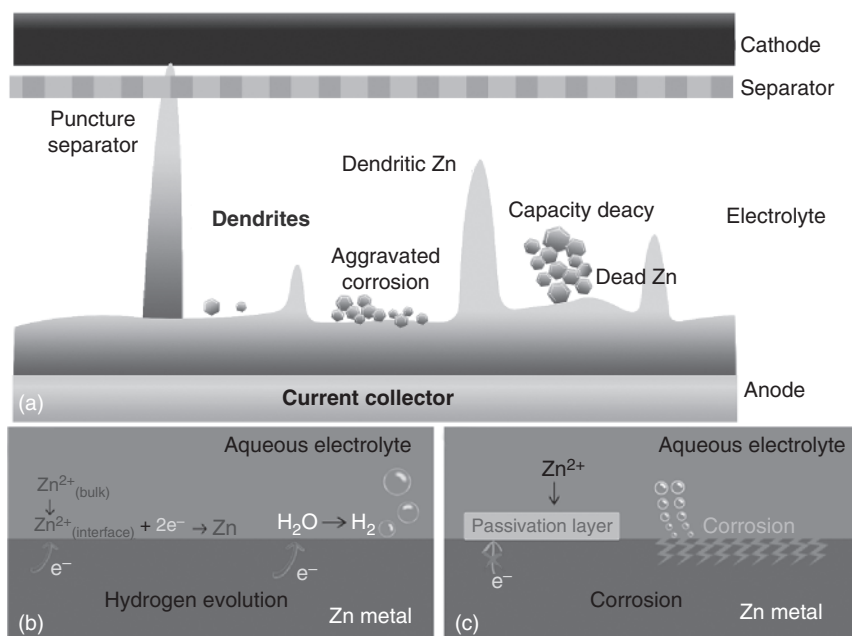 Cathode
Separator
Puncture
separator
Dendritic Zn
Dendrites
Capacity deacy
Electrolyte
Aggravated
corrosion
Dead Zn
Current collector
Anode
(a)
Aqueous electrolyte
Zn²⁺(bulk)
Zn²⁺(interface) + 2e⁻ → Zn
H₂O → H₂
e⁻
e⁻
Hydrogen evolution
Zn metal
(b)
Aqueous electrolyte
Zn²⁺
Passivation layer
Corrosion
e⁻
Corrosion
Zn metal
(c)